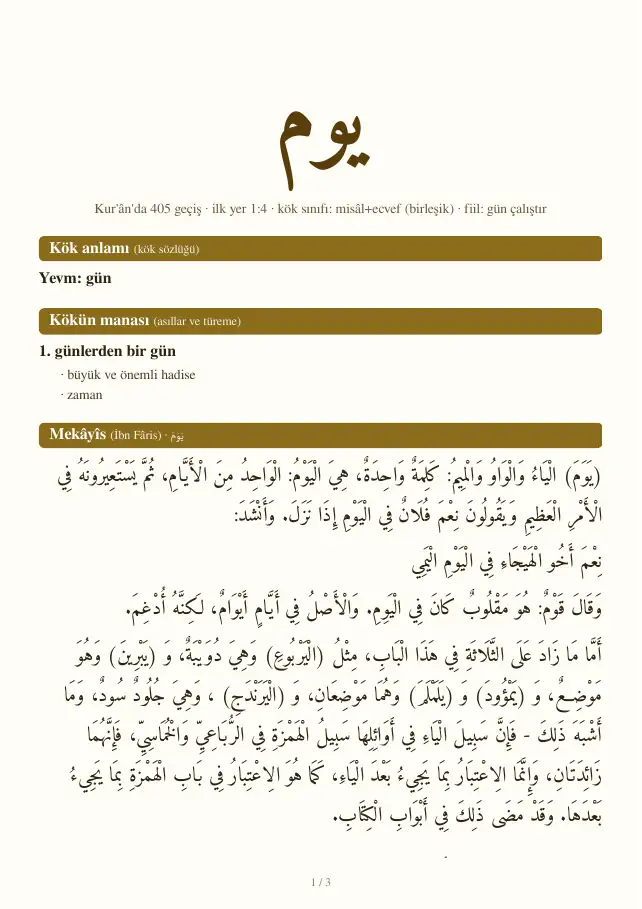 يوم
Kur'ân'da 405 geçiş · ilk yer 1:4 · kök sınıfı: misâl+ecvef (birleşik) · fiil: gün çalıştır
Kök anlamı (kök sözlüğü)
Yevm: gün
Kökün manası (asıllar ve türeme)
1. günlerden bir gün
· büyük ve önemli hadise
· zaman
Mekâyîs (İbn Fâris) · يَوَمَ
(يَوَمَ) الْيَاءُ وَالْوَاوُ وَالْمِيمُ: كَلِمَةٌ وَاحِدَةٌ، هِيَ الْيَوْمُ: الْوَاحِدُ مِنَ الْأَيَّامِ، ثُمَّ يَسْتَعِيرُونَهُ فِي
الْأَمْرِ الْعَظِيمِ وَيَقُولُونَ نِعْمَ فُلَانٌ فِي الْيَوْمِ إِذَا نَزَلَ. وَأَنْشَدَ:
نِعْمَ أَخُو الْهَيْجَاءِ فِي الْيَوْمِ الْيَمِي
وَقَالَ قَوْمٌ: هُوَ مَقْلُوبٌ كَانَ فِي الْيَوِمِ. وَالْأَصْلُ فِي أَيَّامٍ أَيْوَامٌ، لَكِنَّهُ أُدْغِمَ.
أَمَّا مَا زَادَ عَلَى الثَّلَاثَةِ فِي هَذَا الْبَابِ، مِثْلُ (الْيَرْبُوعِ) وَهِيَ دُوَيْبَةٌ، وَ (يَبْرِينَ) وَهُوَ
مَوْضِعٌ، وَ (يَمْؤُودَ) وَ (يَلَمْلَمَ) وَهُمَا مَوْضِعَانِ، وَ (الْيَرَنْدَجِ) ، وَهِيَ جُلُودٌ سُودٌ، وَمَا
أَشْبَهَ ذَلِكَ - فَإِنَّ سَبِيلَ الْيَاءِ فِي أَوَائِلِهَا سَبِيلُ الْهَمْزَةِ فِي الرُّبَاعِيِّ وَالْخُمَاسِيِّ، فَإِنَّهُمَا
زَائِدَتَانِ، وَإِنَّمَا الِاعْتِبَارُ بِمَا يَجِيءُ بَعْدَ الْيَاءِ، كَمَا هُوَ الِاعْتِبَارُ فِي بَابِ الْهَمْزَةِ بِمَا يَجِيءُ
بَعْدَهَا. وَقَدْ مَضَى ذَلِكَ فِي أَبْوَابِ الْكِتَابِ.
.
1 / 3